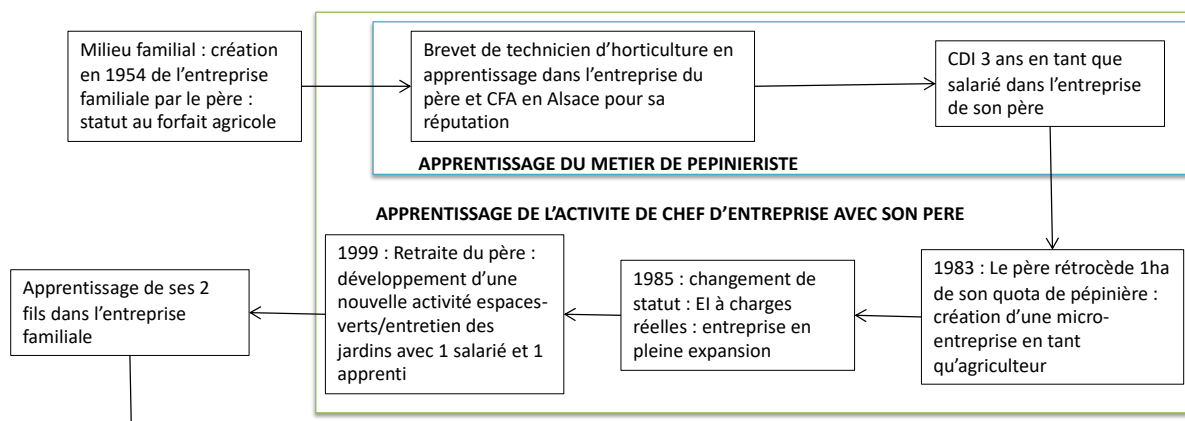 Milieu familial : création
en 1954 de l'entreprise
familiale par le père :
statut au forfait agricole
Brevet de technicien d'horticulture en
apprentissage dans l'entreprise du
père et CFA en Alsace pour sa
réputation
CDI 3 ans en tant que
salarié dans l'entreprise
de son père
APPRENTISSAGE DU METIER DE PEPINIERISTE
APPRENTISSAGE DE L'ACTIVITE DE CHEF D'ENTREPRISE AVEC SON PERE
1983 : Le père rétrocède 1ha
de son quota de pépinière :
création d'une micro-
entreprise en tant
qu'agriculteur
1985 : changement de
statut : EI à charges
réelles : entreprise en
pleine expansion
1999 : Retraite du père :
développement d'une
nouvelle activité espaces-
verts/entretien des
jardins avec 1 salarié et 1
apprenti
Apprentissage de ses 2
fils dans l'entreprise
familiale